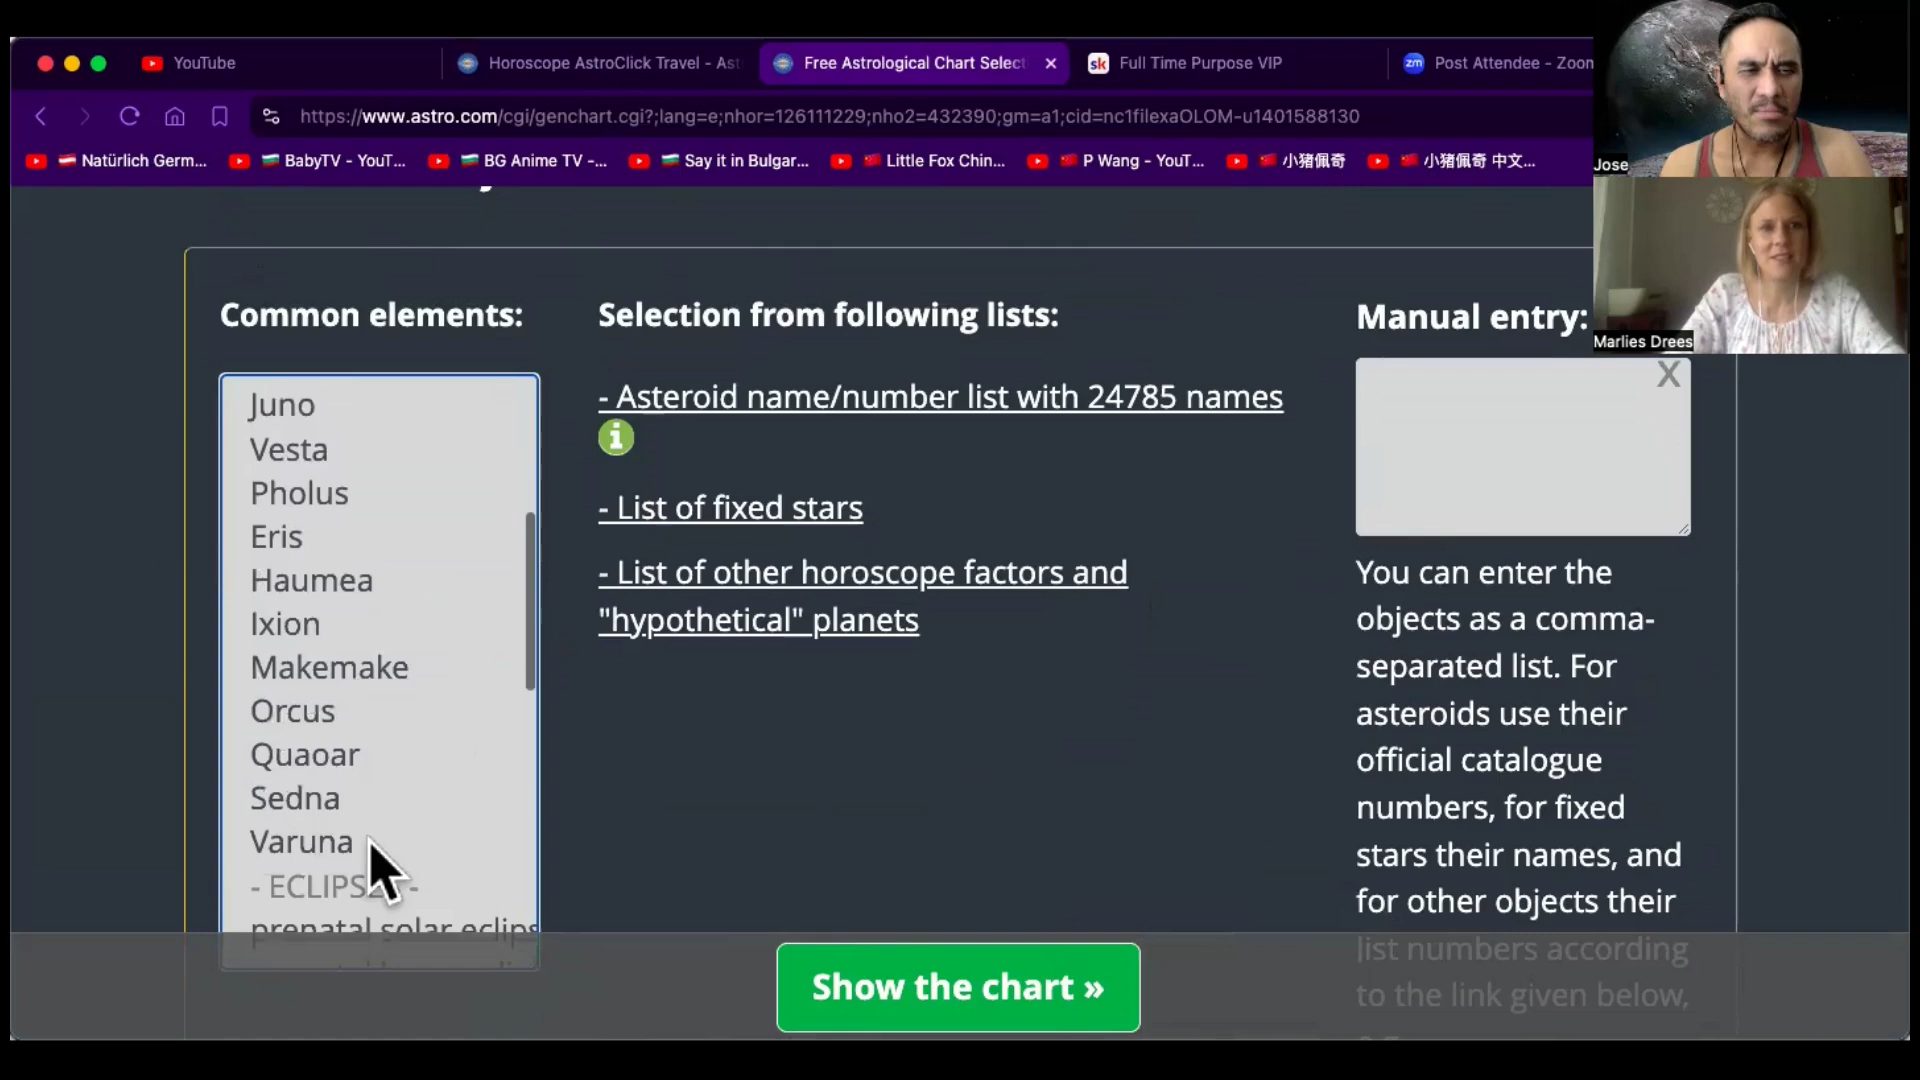 YouTube
Horoscope AstroClick Travel - Ast
Free Astrological Chart Select
Full Time Purpose VIP
Post Attendee - Zoom
https://www.astro.com/cgi/genchart.cgi?;lang=e;nhor=126111229;nho2=432390;gm=a1;cid=nc1filexaOLOM-u1401588130
Natürlich Germ...
BabyTV - YouT...
BG Anime TV -...
Say it in Bulgar...
Little Fox Chin...
P Wang - YouT...
小猪佩奇
小猪佩奇 中文...
Jose
Marlies Drees
Common elements:
Juno
Vesta
Pholus
Eris
Haumea
Ixion
Makemake
Orcus
Quaoar
Sedna
Varuna
prenatal solar eclips
Selection from following lists:
- Asteroid name/number list with 24785 names
- List of fixed stars
- List of other horoscope factors and
"hypothetical" planets
Manual entry:
X
You can enter the
objects as a comma-
separated list. For
asteroids use their
official catalogue
numbers, for fixed
stars their names, and
for other objects their
list numbers according
to the link given below,
Show the chart »